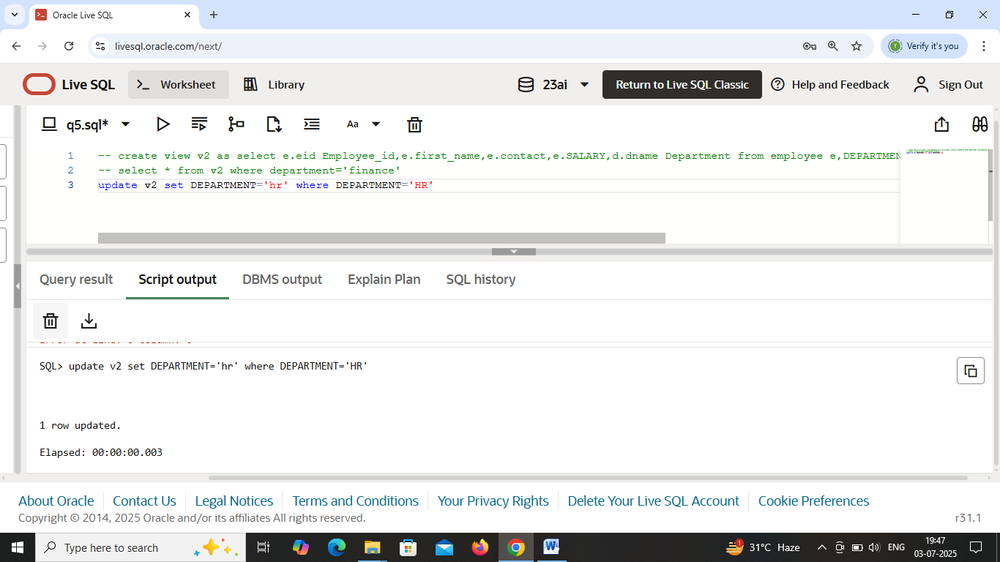 Oracle Live SQL
livesql.oracle.com/next/
Verify it's you
Live SQL
Worksheet
Library
23ai
Return to Live SQL Classic
Help and Feedback
Sign Out
q5.sql*
Aa
1 -- create view v2 as select e.eid Employee_id,e.first_name,e.contact,e.SALARY,d.dname Department from employee e,DEPARTMEN
2 -- select * from v2 where department='finance'
3 update v2 set DEPARTMENT='hr' where DEPARTMENT='HR'
Query result
Script output
DBMS output
Explain Plan
SQL history
SQL> update v2 set DEPARTMENT='hr' where DEPARTMENT='HR'
1 row updated.
Elapsed: 00:00:00.003
About Oracle
Contact Us
Legal Notices
Terms and Conditions
Your Privacy Rights
Delete Your Live SQL Account
Cookie Preferences
Copyright © 2014, 2025 Oracle and/or its affiliates All rights reserved.
r31.1
Type here to search
1
31°C Haze
ENG
19:47
03-07-2025